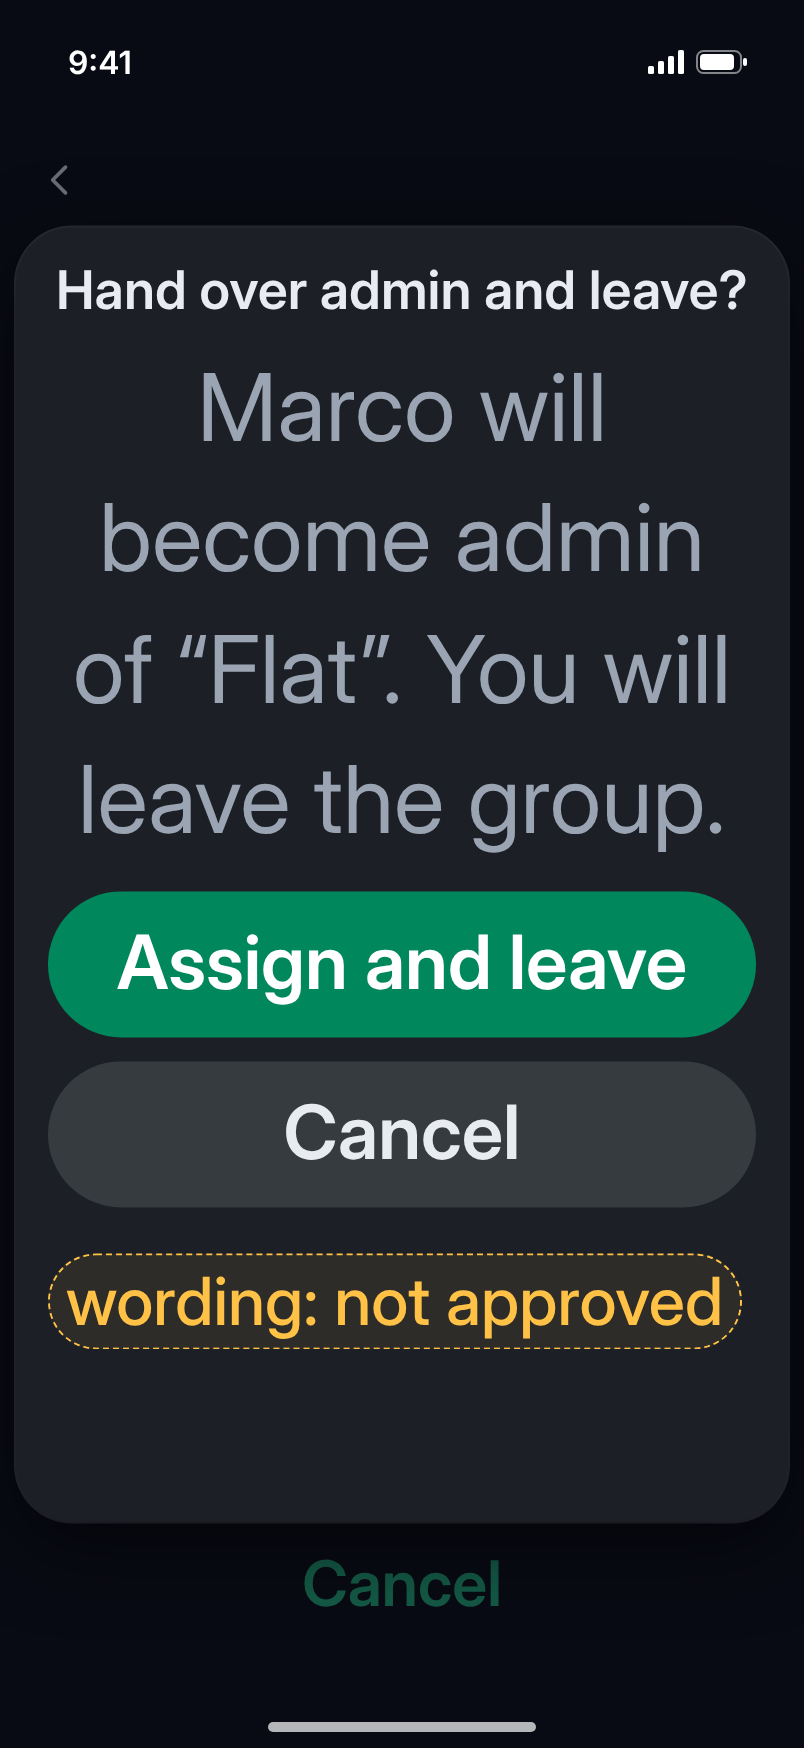 9:41
Hand over admin and leave?
Marco will
become admin
of “Flat”. You will
leave the group.
Assign and leave
Cancel
wording: not approved
Cancel